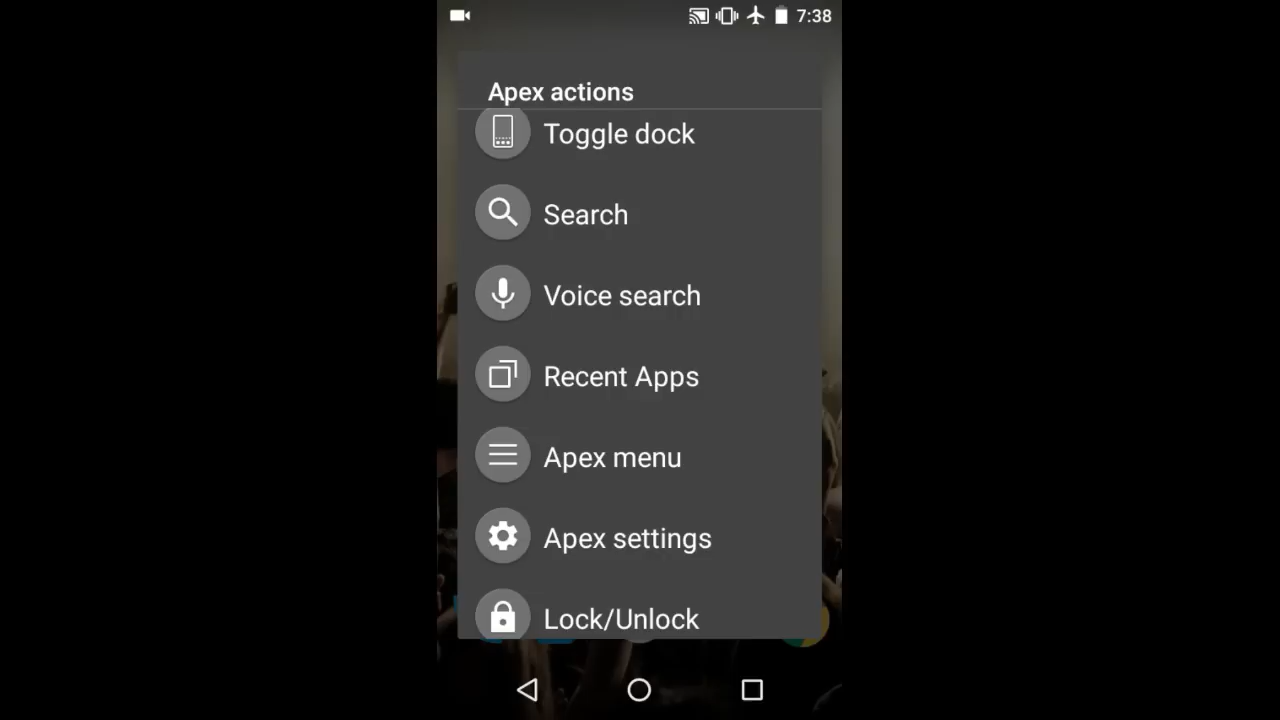 7:38
Apex actions
Toggle dock
Search
Voice search
Recent Apps
Apex menu
Apex settings
Lock/Unlock